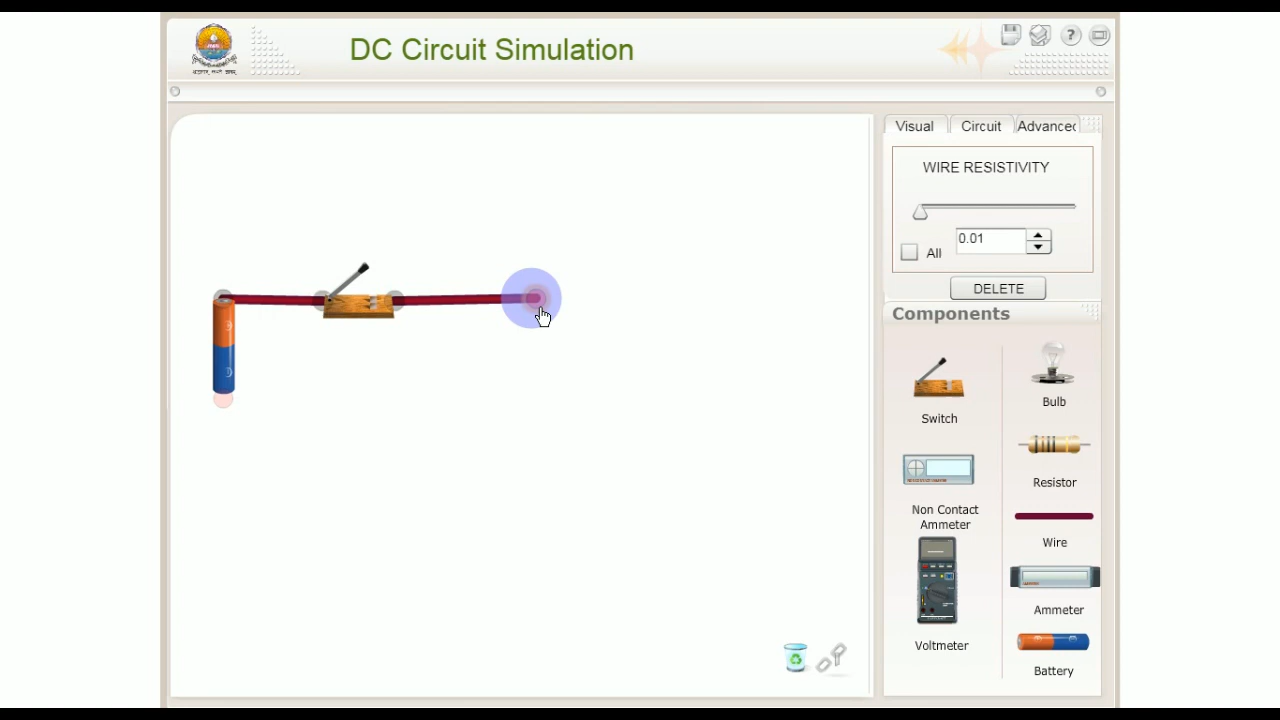 DC Circuit Simulation
?
Visual
Circuit
Advanced
WIRE RESISTIVITY
All
0.01
DELETE
Components
Switch
Bulb
Resistor
Non Contact
Ammeter
Wire
Ammeter
Voltmeter
Battery